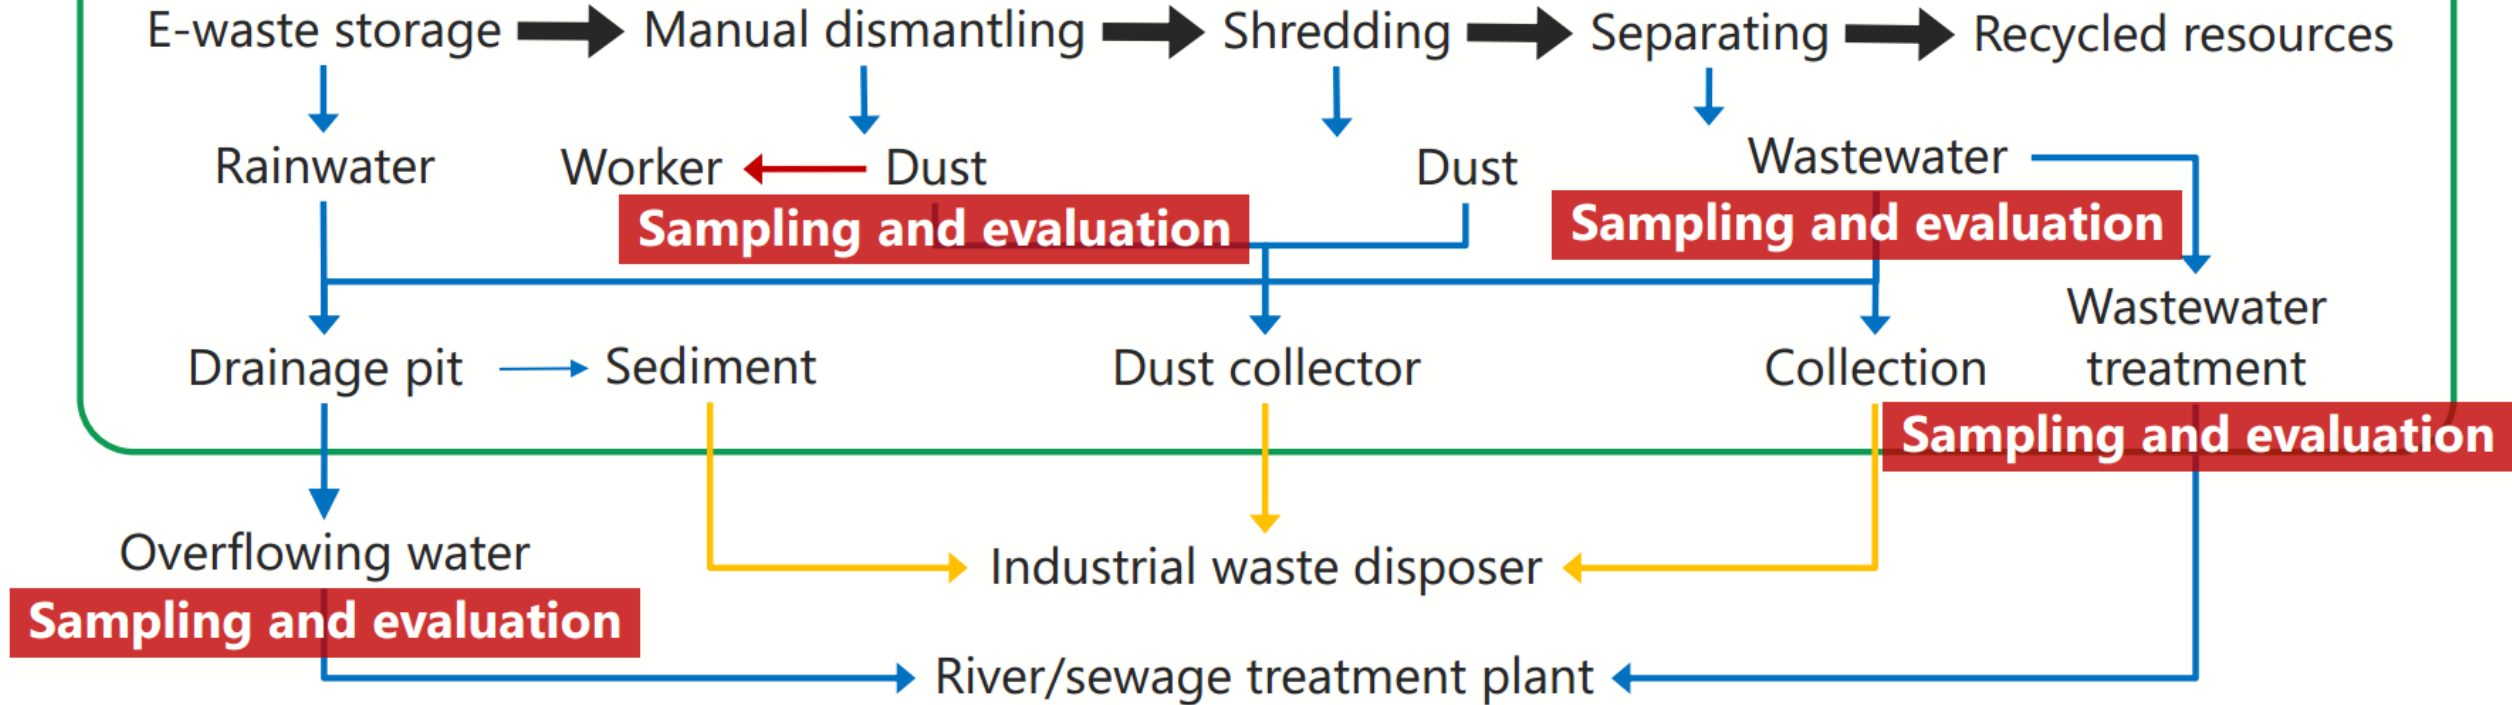 E-waste storage Manual dismantling Shredding Separating Recycled resources
Rainwater Worker Dust Dust Wastewater
Sampling and evaluation Sampling and evaluation
Wastewater
treatment
Drainage pit Sediment Dust collector Collection
Sampling and evaluation
Overflowing water Industrial waste disposer
Sampling and evaluation
River/sewage treatment plant